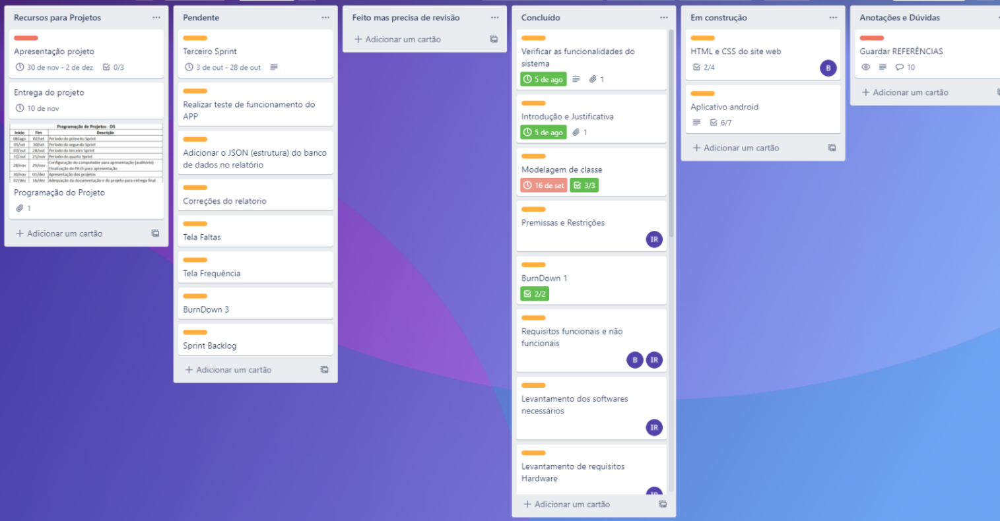 Recursos para Projetos
Apresentação projeto
30 de nov - 2 de dez 0/3
Entrega do projeto
10 de nov
Programação de Projetos - DS
Início Fim Descrição
08/ago 02/set Período do primeiro Sprint
05/set 30/set Período do segundo Sprint
03/out 28/out Período do terceiro Sprint
31/out 25/nov Período do quarto Sprint
28/nov 29/nov Configuração do computador para apresentação (auditório)
Finalização do Pitch para apresentação
30/nov 01/dez Apresentação dos projetos
02/dez 16/dez Adequação da documentação e do projeto para entrega final
Programação do Projeto
1
+ Adicionar um cartão
Pendente
Terceiro Sprint
3 de out - 28 de out
Realizar teste de funcionamento do
APP
Adicionar o JSON (estrutura) do banco
de dados no relatório
Correções do relatorio
Tela Faltas
Tela Frequência
BurnDown 3
Sprint Backlog
+ Adicionar um cartão
Feito mas precisa de revisão
+ Adicionar um cartão
Concluído
Verificar as funcionalidades do
sistema
5 de ago 1
Introdução e Justificativa
5 de ago 1
Modelagem de classe
16 de set 3/3
Premissas e Restrições
IR
BurnDown 1
2/2
Requisitos funcionais e não
funcionais
B IR
Levantamento dos softwares
necessários
IR
Levantamento de requisitos
Hardware
IR
+ Adicionar um cartão
Em construção
HTML e CSS do site web
2/4 B
Aplicativo android
6/7
+ Adicionar um cartão
Anotações e Dúvidas
Guardar REFERÊNCIAS
10
+ Adicionar um cartão